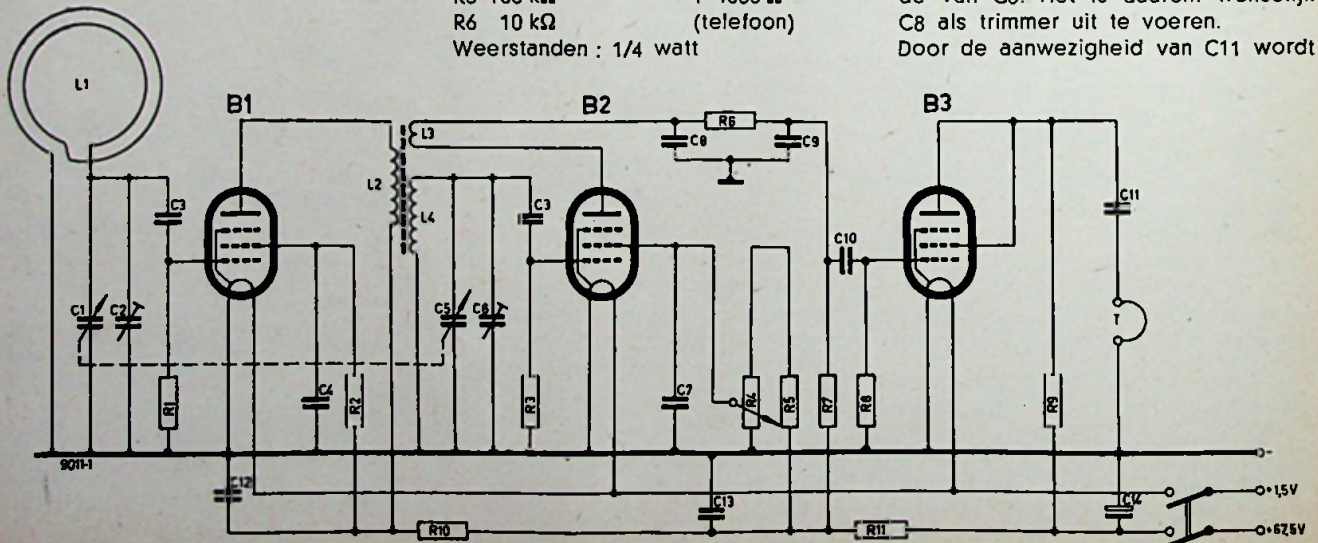 R6 10 kΩ
(telefoon)
Weerstanden : 1/4 watt
C8 als trimmer uit te voeren.
Door de aanwezigheid van C11 wordt
L1
B1
B2
B3
L3
R6
C8
C9
L2
L4
C3
C3
C10
C11
C1
C2
C5
C6
T
R1
C4
R2
R3
C7
R4
R5
R7
R8
R9
9011-1
C12
C13
C14
R10
R11
-
+1,5V
+67,5V